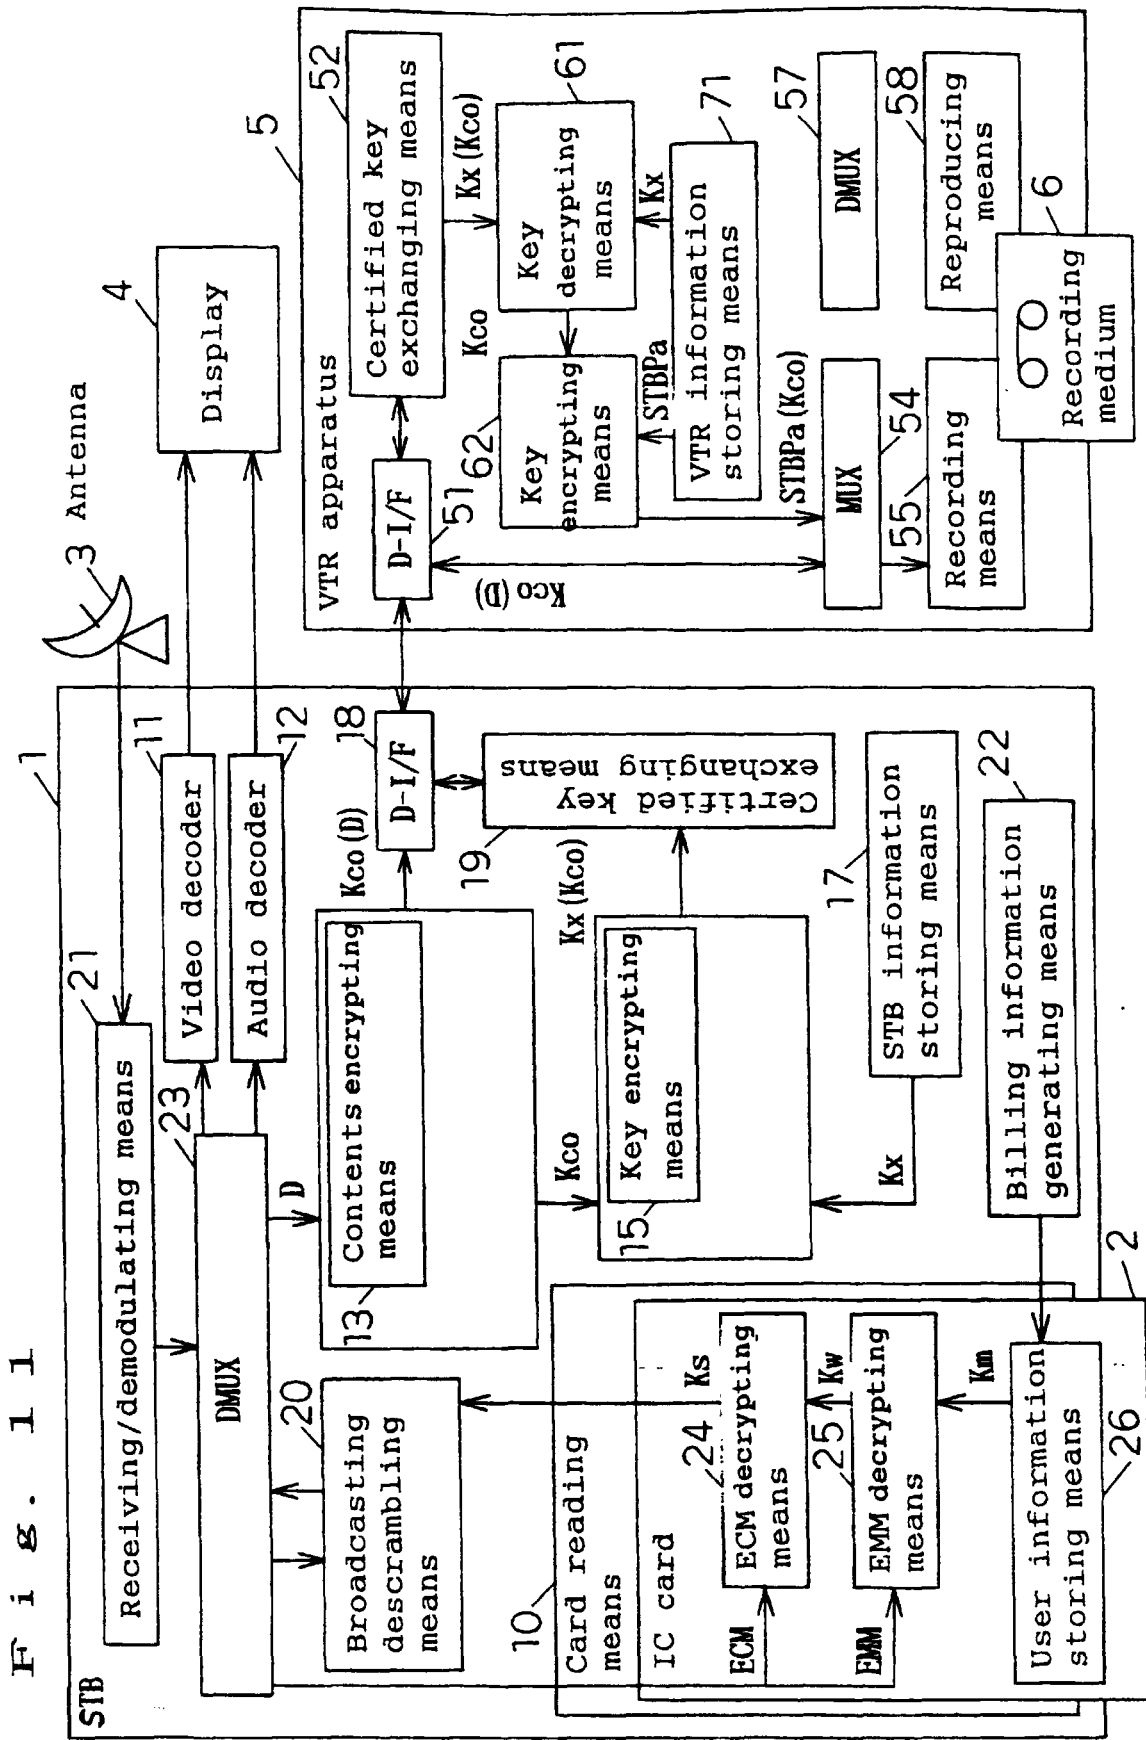 Fig. 11
STB
1
Receiving/demodulating means
21
3
Antenna
DMUX
23
Video decoder
11
Audio decoder
12
4
Display
D
Broadcasting
descrambling
means
20
Contents encrypting
means
13
Kco(D)
D-I/F
18
Kco
Key encrypting
means
15
Kx(Kco)
Certified key
exchanging means
19
Kx
STB information
storing means
17
Billing information
generating means
22
10
Card reading
means
IC card
2
Ks
ECM
ECM decrypting
means
24
Kw
EMM
EMM decrypting
means
25
Km
User information
storing means
26
VTR apparatus
5
D-I/F
51
Certified key
exchanging means
52
Kx(Kco)
Kco
Key
encrypting
means
62
Key
decrypting
means
61
STBPa
Kx
VTR information
storing means
71
Kco(D)
STBPa(Kco)
MUX
54
DMUX
57
Recording
means
55
Reproducing
means
58
Recording
medium
6